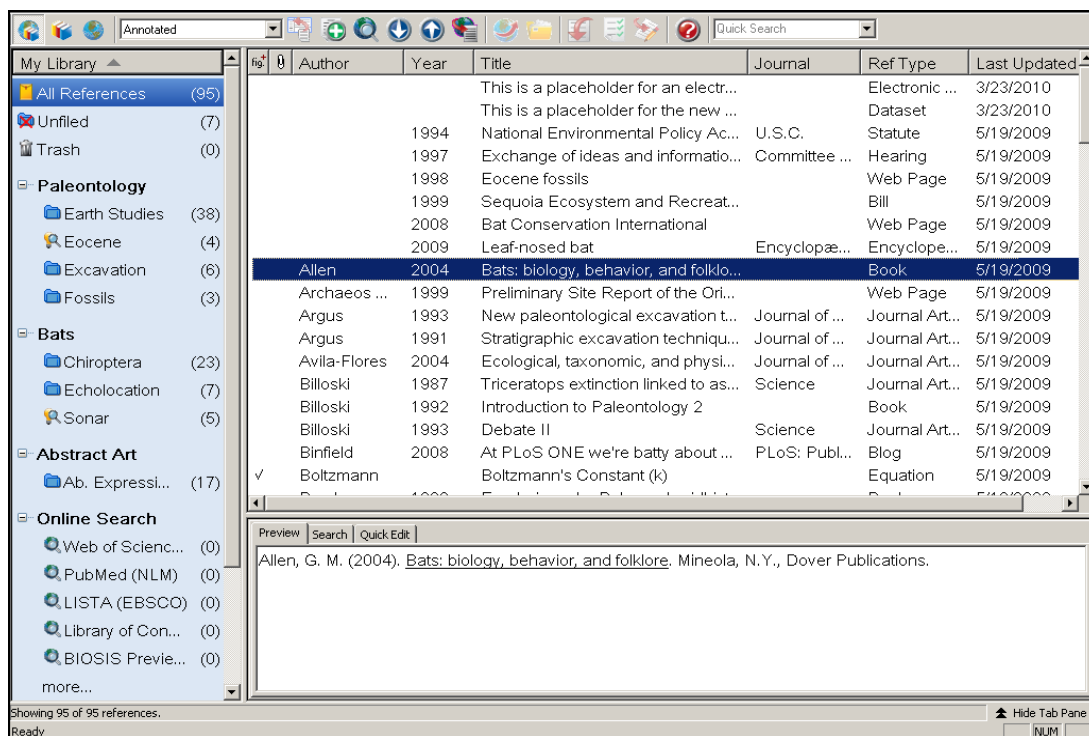 Annotated Quick Search
My Library
All References (95)
Unfiled (7)
Trash (0)
Paleontology
Earth Studies (38)
Eocene (4)
Excavation (6)
Fossils (3)
Bats
Chiroptera (23)
Echolocation (7)
Sonar (5)
Abstract Art
Ab. Expressi... (17)
Online Search
Web of Scienc... (0)
PubMed (NLM) (0)
LISTA (EBSCO) (0)
Library of Con... (0)
BIOSIS Previe... (0)
more...
fig. Author Year Title Journal Ref Type Last Updated
This is a placeholder for an electr... Electronic ... 3/23/2010
This is a placeholder for the new ... Dataset 3/23/2010
1994 National Environmental Policy Ac... U.S.C. Statute 5/19/2009
1997 Exchange of ideas and informatio... Committee ... Hearing 5/19/2009
1998 Eocene fossils Web Page 5/19/2009
1999 Sequoia Ecosystem and Recreat... Bill 5/19/2009
2008 Bat Conservation International Web Page 5/19/2009
2009 Leaf-nosed bat Encyclopæ... Encyclope... 5/19/2009
Allen 2004 Bats: biology, behavior, and folklo... Book 5/19/2009
Archaeos ... 1999 Preliminary Site Report of the Ori... Web Page 5/19/2009
Argus 1993 New paleontological excavation t... Journal of ... Journal Art... 5/19/2009
Argus 1991 Stratigraphic excavation techniqu... Journal of ... Journal Art... 5/19/2009
Avila-Flores 2004 Ecological, taxonomic, and physi... Journal of ... Journal Art... 5/19/2009
Billoski 1987 Triceratops extinction linked to as... Science Journal Art... 5/19/2009
Billoski 1992 Introduction to Paleontology 2 Book 5/19/2009
Billoski 1993 Debate II Science Journal Art... 5/19/2009
Binfield 2008 At PLoS ONE we're batty about ... PLoS: Publ... Blog 5/19/2009
✓ Boltzmann Boltzmann's Constant (k) Equation 5/19/2009
Preview Search Quick Edit
Allen, G. M. (2004). Bats: biology, behavior, and folklore. Mineola, N.Y., Dover Publications.
Showing 95 of 95 references. Hide Tab Pane
Ready NUM